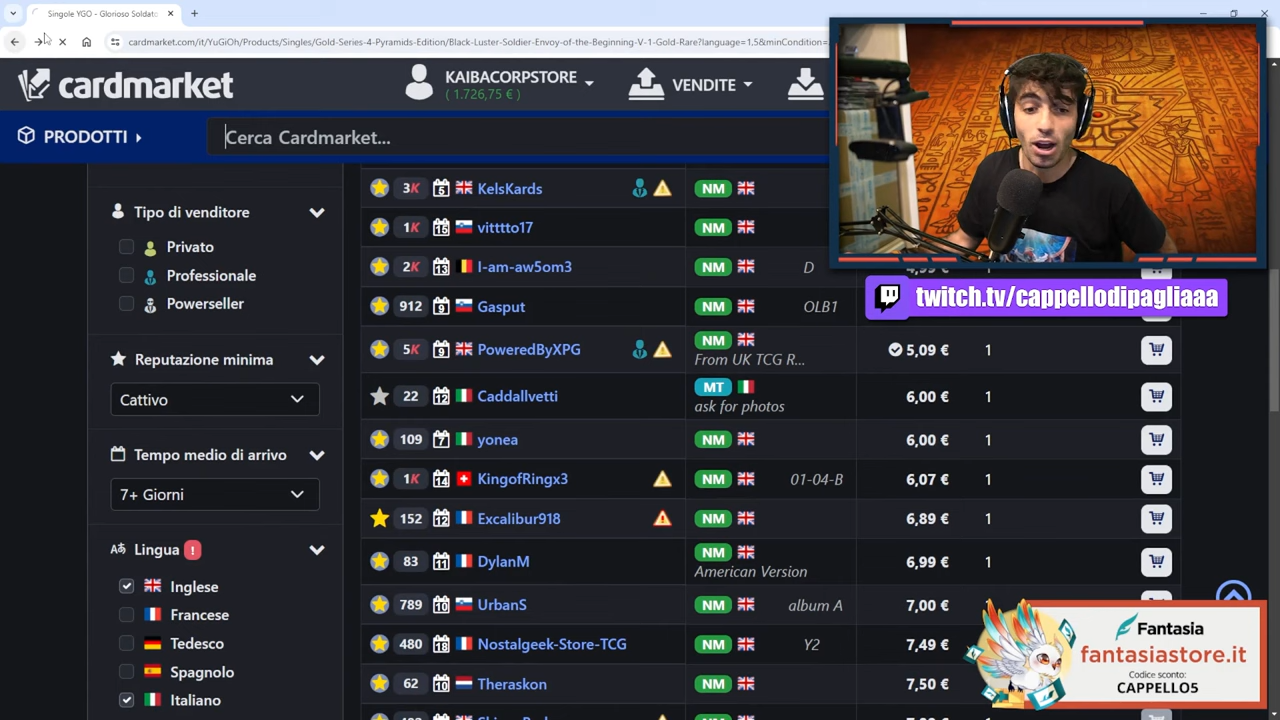 Singole YGO - Glorioso Soldato
cardmarket.com/it/YuGiOh/Products/Singles/Gold-Series-4-Pyramids-Edition/Black-Luster-Soldier-Envoy-of-the-Beginning-V-1-Gold-Rare?language=1,5&minCondition=
cardmarket
KAIBACORPSTORE
( 1.726,75 € )
VENDITE
PRODOTTI
Cerca Cardmarket...
Tipo di venditore
Privato
Professionale
Powerseller
Reputazione minima
Cattivo
Tempo medio di arrivo
7+ Giorni
Lingua !
Inglese
Francese
Tedesco
Spagnolo
Italiano
3K 5 KelsKards NM
1K 16 vitttto17 NM
2K 13 I-am-aw5om3 NM D 4,99 € 1
912 11 Gasput NM OLB1
5K 9 PoweredByXPG NM From UK TCG R... 5,09 € 1
22 12 Caddallvetti MT ask for photos 6,00 € 1
109 7 yonea NM 6,00 € 1
1K 14 KingofRingx3 NM 01-04-B 6,07 € 1
152 12 Excalibur918 NM 6,89 € 1
83 11 DylanM NM American Version 6,99 € 1
789 10 UrbanS NM album A 7,00 €
480 18 Nostalgeek-Store-TCG NM Y2 7,49 €
62 Theraskon NM 7,50 €
twitch.tv/cappellodipagliaaa
Fantasia
fantasiastore.it
Codice sconto:
CAPPELLO5